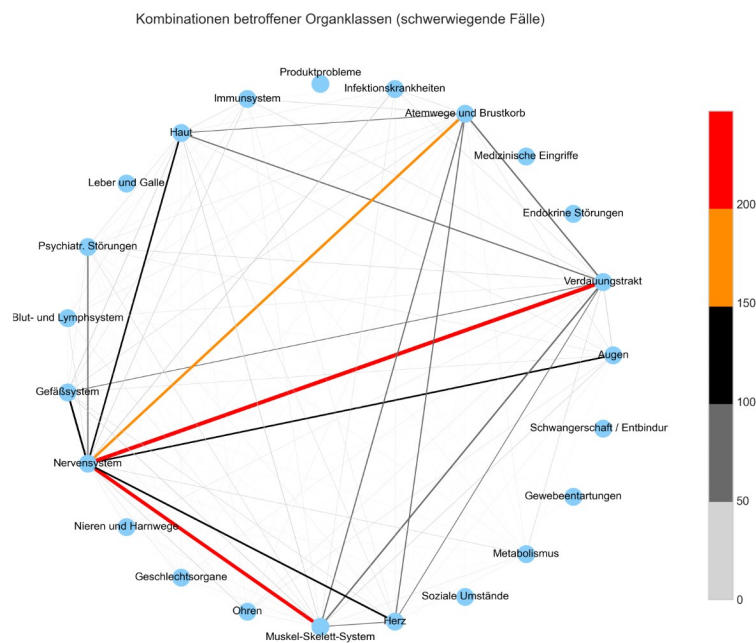 Kombinationen betroffener Organklassen (schwerwiegende Fälle)
Produktprobleme
Infektionskrankheiten
Immunsystem
Atemwege und Brustkorb
Haut
Medizinische Eingriffe
Leber und Galle
Endokrine Störungen
Psychiatr. Störungen
Verdauungstrakt
Blut- und Lymphsystem
Augen
Gefäßsystem
Schwangerschaft / Entbindur
Nervensystem
Gewebeentartungen
Nieren und Harnwege
Metabolismus
Geschlechtsorgane
Soziale Umstände
Ohren
Herz
Muskel-Skelett-System
200
150
100
50
0